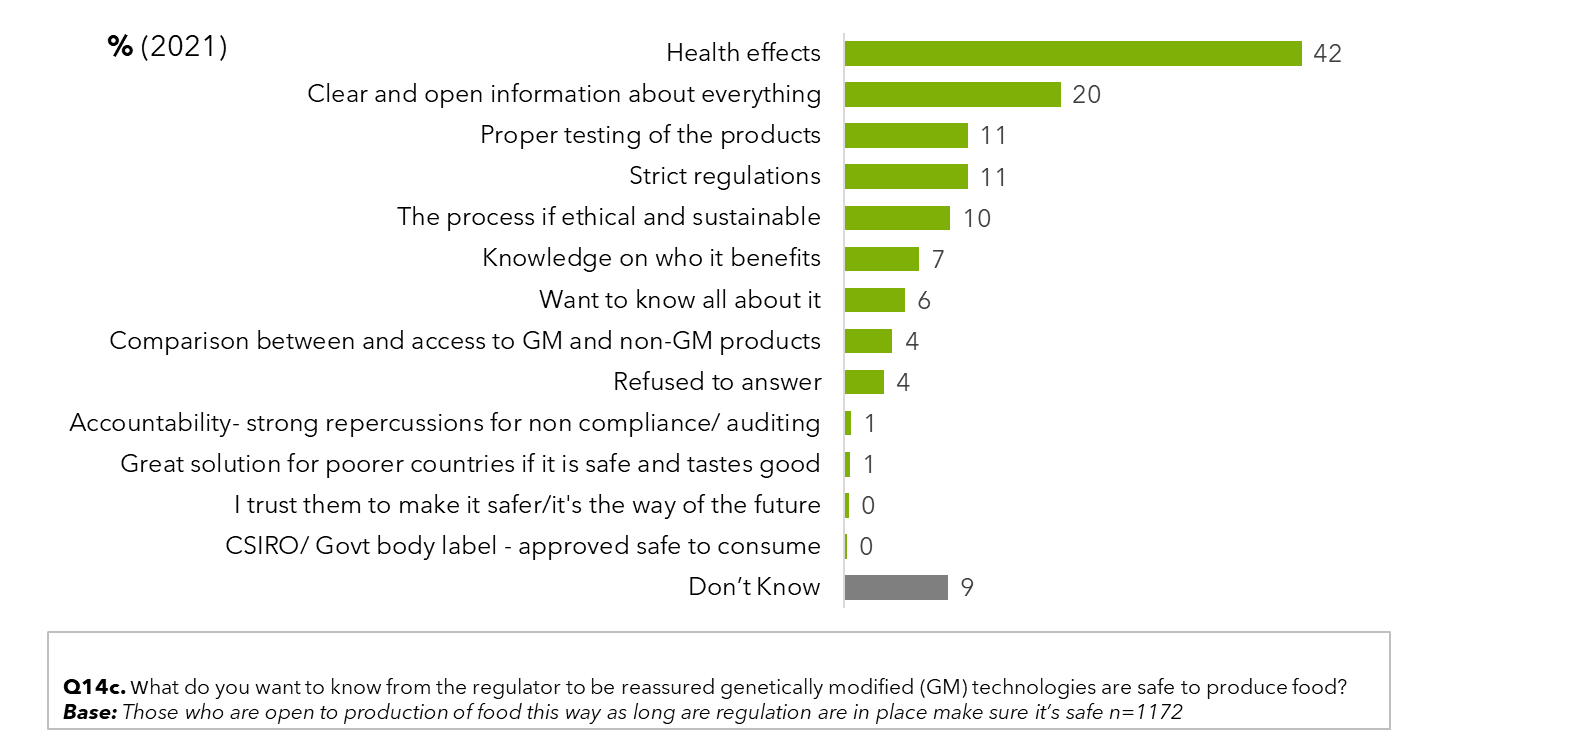 % (2021)
Health effects 42
Clear and open information about everything 20
Proper testing of the products 11
Strict regulations 11
The process if ethical and sustainable 10
Knowledge on who it benefits 7
Want to know all about it 6
Comparison between and access to GM and non-GM products 4
Refused to answer 4
Accountability- strong repercussions for non compliance/ auditing 1
Great solution for poorer countries if it is safe and tastes good 1
I trust them to make it safer/it's the way of the future 0
CSIRO/ Govt body label - approved safe to consume 0
Don’t Know 9
Q14c. What do you want to know from the regulator to be reassured genetically modified (GM) technologies are safe to produce food?
Base: Those who are open to production of food this way as long are regulation are in place make sure it’s safe n=1172